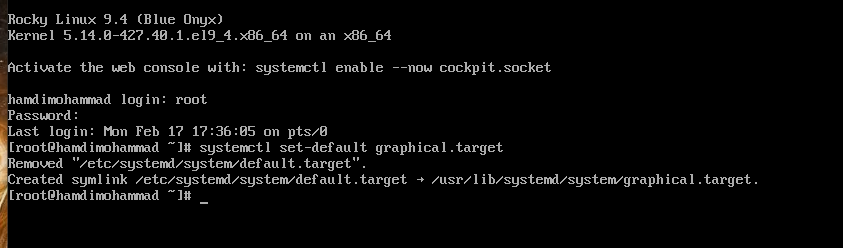 Rocky Linux 9.4 (Blue Onyx)
Kernel 5.14.0-427.40.1.el9_4.x86_64 on an x86_64
Activate the web console with: systemctl enable --now cockpit.socket
hamdimohammad login: root
Password:
Last login: Mon Feb 17 17:36:05 on pts/0
[root@hamdimohammad ~]# systemctl set-default graphical.target
Removed "/etc/systemd/system/default.target".
Created symlink /etc/systemd/system/default.target → /usr/lib/systemd/system/graphical.target.
[root@hamdimohammad ~]# _